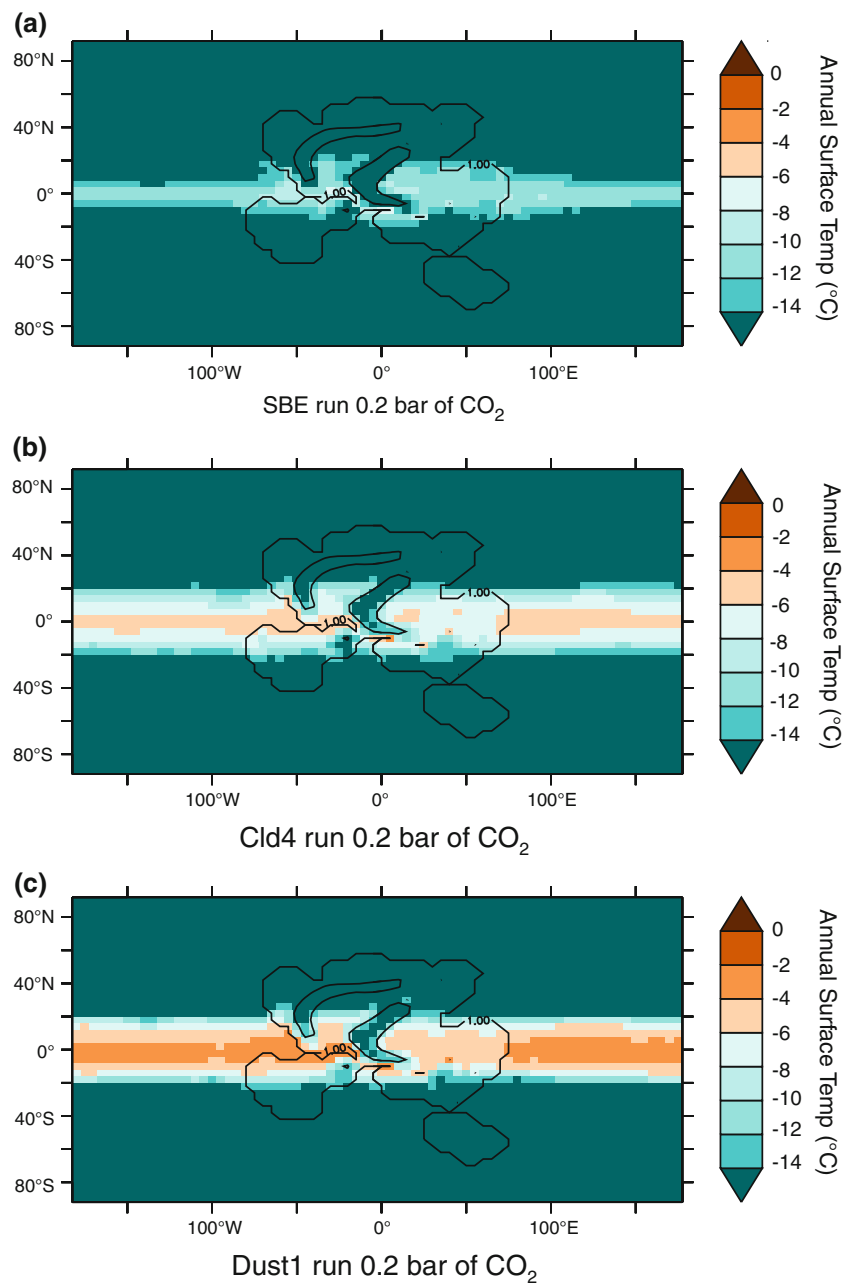 (a)
80°N
40°N
0°
40°S
80°S
1.00
1.00
100°W 0° 100°E
SBE run 0.2 bar of CO2
0
-2
-4
-6
-8
-10
-12
-14
Annual Surface Temp (°C)
(b)
80°N
40°N
0°
40°S
80°S
1.00
1.00
100°W 0° 100°E
Cld4 run 0.2 bar of CO2
0
-2
-4
-6
-8
-10
-12
-14
Annual Surface Temp (°C)
(c)
80°N
40°N
0°
40°S
80°S
1.00
1.00
100°W 0° 100°E
Dust1 run 0.2 bar of CO2
0
-2
-4
-6
-8
-10
-12
-14
Annual Surface Temp (°C)